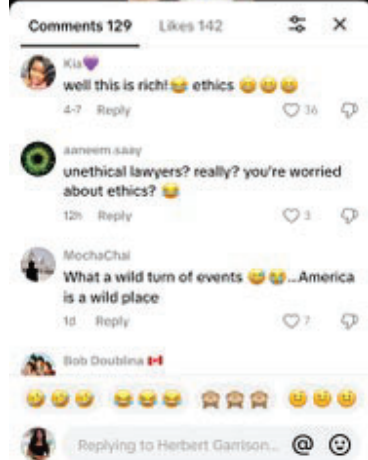 Comments 129 Likes 142
Kia💜
well this is rich!😂 ethics 😄😄😄
4-7 Reply 36
aaneem.saay
unethical lawyers? really? you're worried
about ethics? 😂
12h Reply 3
MochaChai
What a wild turn of events 😅😭...America
is a wild place
1d Reply 7
Bob Doublina 🇨🇦
Replying to Herbert Garrison... @